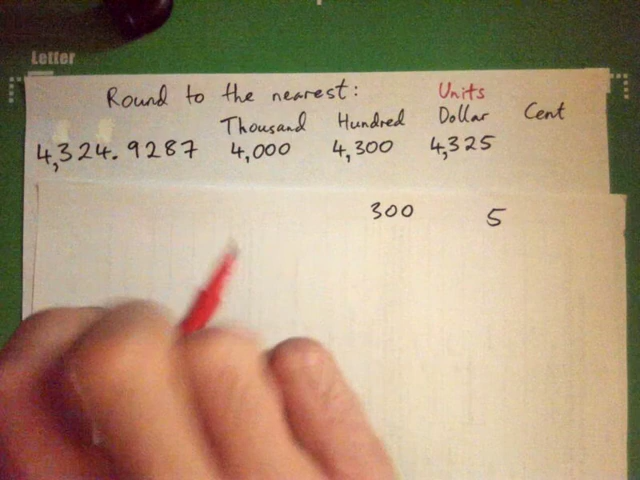 Letter
Round to the nearest: Units
Thousand Hundred Dollar Cent
4,324.9287 4,000 4,300 4,325
300 5